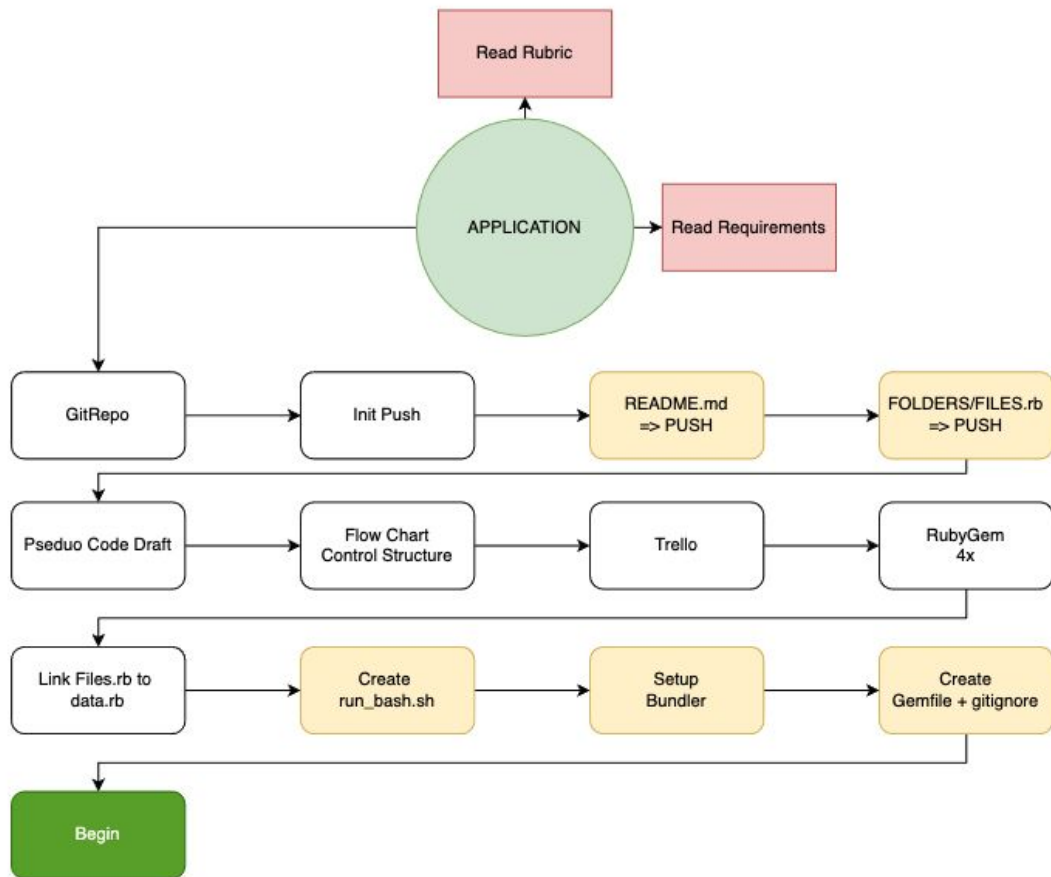 Read Rubric
APPLICATION
Read Requirements
GitRepo
Init Push
README.md
=> PUSH
FOLDERS/FILES.rb
=> PUSH
Pseduo Code Draft
Flow Chart
Control Structure
Trello
RubyGem
4x
Link Files.rb to
data.rb
Create
run_bash.sh
Setup
Bundler
Create
Gemfile + gitignore
Begin